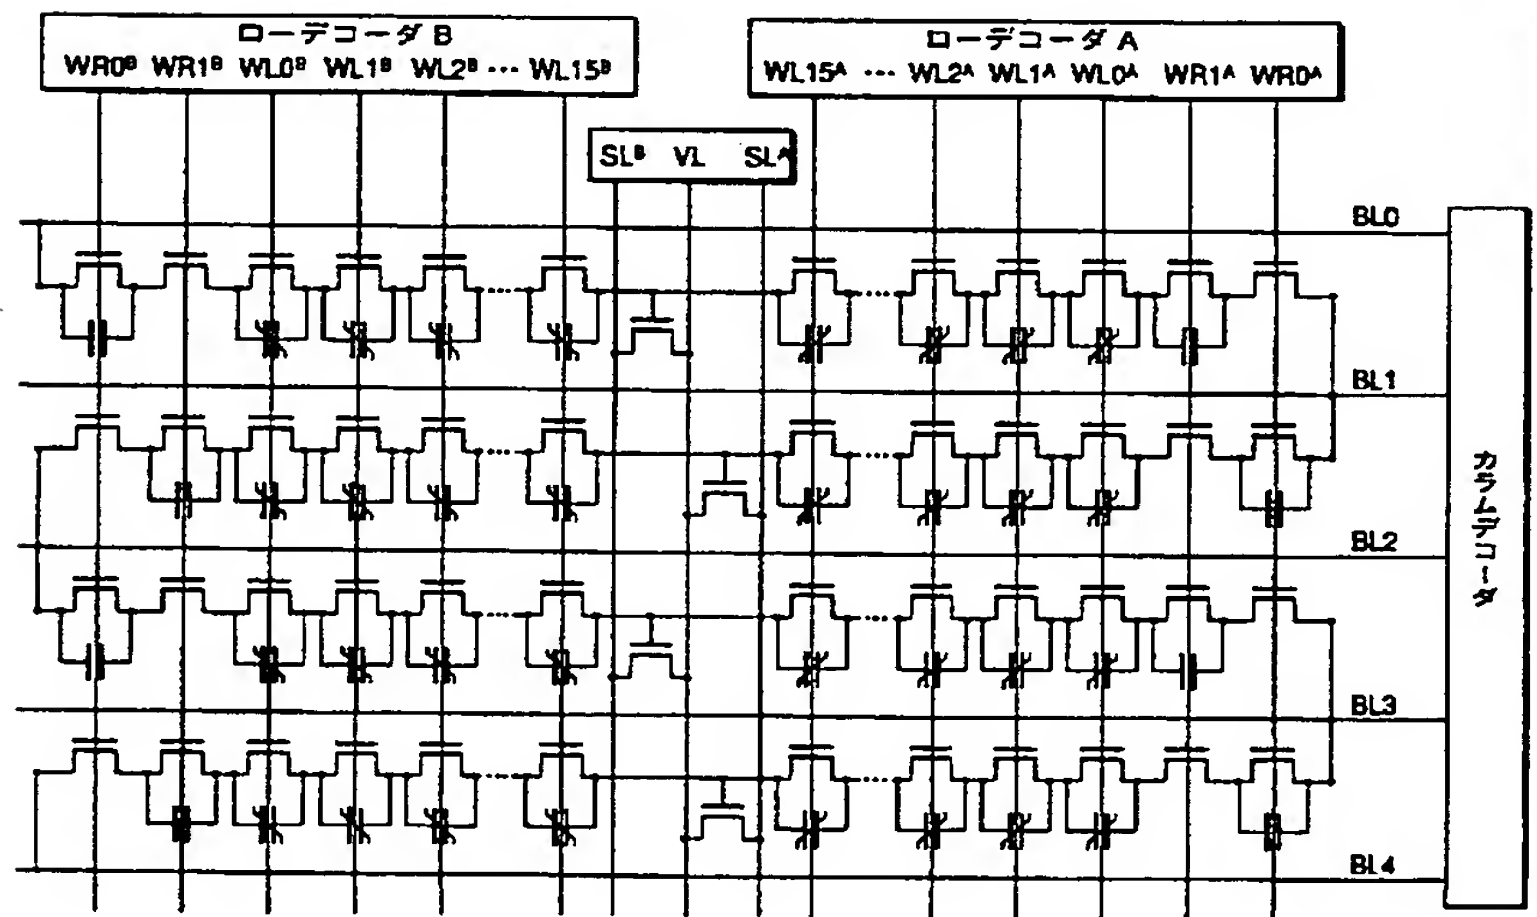 ローデコーダ B
WR0ᴮ WR1ᴮ WL0ᴮ WL1ᴮ WL2ᴮ ··· WL15ᴮ
ローデコーダ A
WL15ᴬ ··· WL2ᴬ WL1ᴬ WL0ᴬ WR1ᴬ WR0ᴬ
SLᴮ VL SLᴬ
BL0
BL1
BL2
BL3
BL4
カラムデコーダ